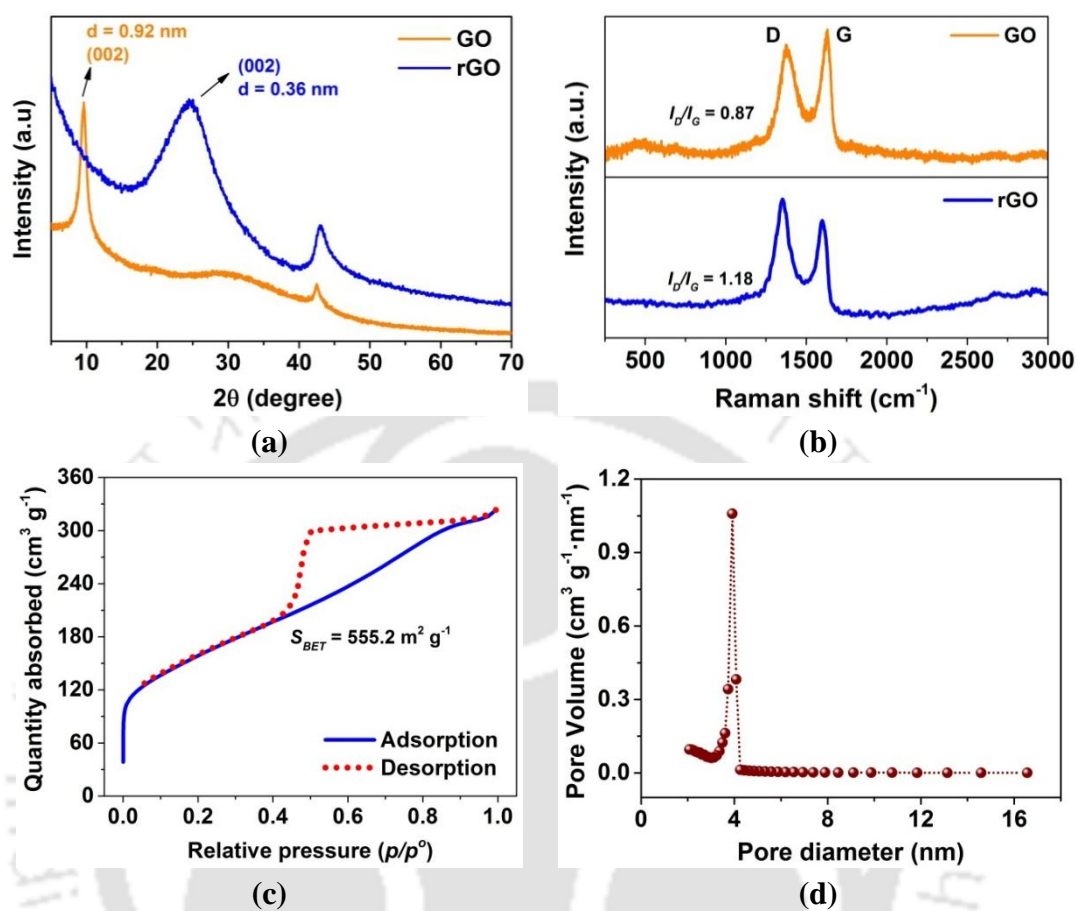 d = 0.92 nm
(002)
(002)
d = 0.36 nm
GO
rGO
Intensity (a.u)
10 20 30 40 50 60 70
2θ (degree)
(a)
D G
GO
I_D/I_G = 0.87
rGO
I_D/I_G = 1.18
Intensity (a.u.)
500 1000 1500 2000 2500 3000
Raman shift (cm⁻¹)
(b)
360
300
240
180
120
60
0
Quantity absorbed (cm³ g⁻¹)
S_BET = 555.2 m² g⁻¹
Adsorption
Desorption
0.0 0.2 0.4 0.6 0.8 1.0
Relative pressure (p/p°)
(c)
1.2
0.9
0.6
0.3
0.0
Pore Volume (cm³ g⁻¹·nm⁻¹)
0 4 8 12 16
Pore diameter (nm)
(d)